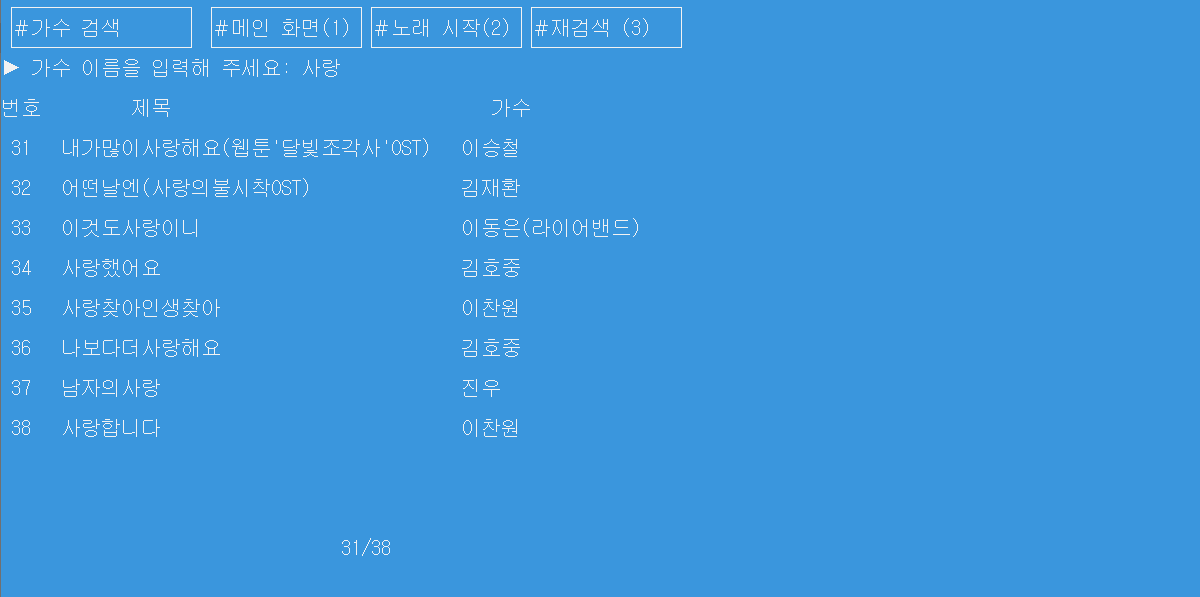 #가수 검색 #메인 화면(1) #노래 시작(2) #재검색 (3)
▶ 가수 이름을 입력해 주세요: 사랑
번호 제목 가수
31 내가많이사랑해요(웹툰'달빛조각사'OST) 이승철
32 어떤날엔(사랑의불시착OST) 김재환
33 이것도사랑이니 이동은(라이어밴드)
34 사랑했어요 김호중
35 사랑찾아인생찾아 이찬원
36 나보다더사랑해요 김호중
37 남자의사랑 진우
38 사랑합니다 이찬원
31/38